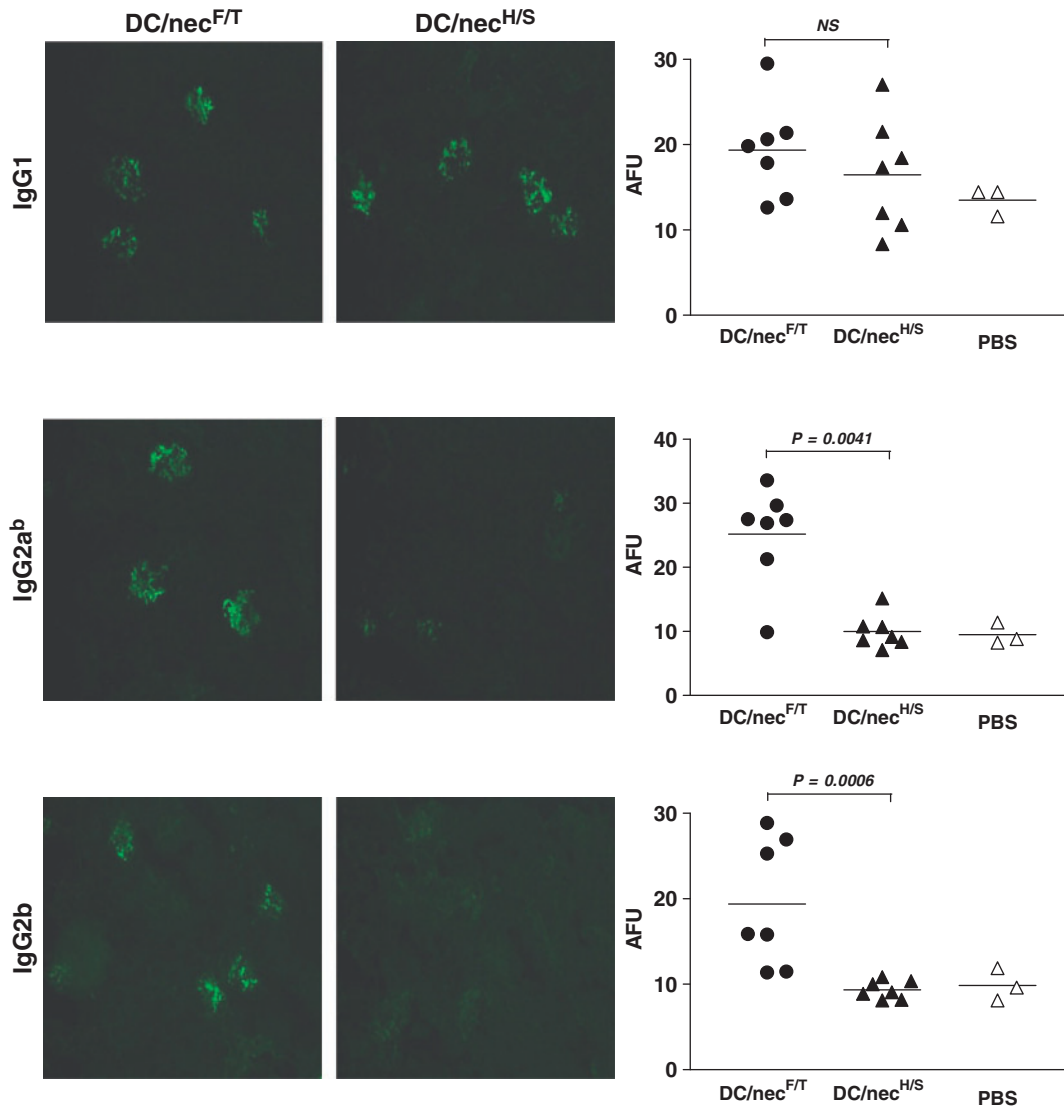 DC/nec^F/T DC/nec^H/S
IgG1
NS
AFU
30
20
10
0
DC/nec^F/T DC/nec^H/S PBS
IgG2a^b
P = 0.0041
AFU
40
30
20
10
0
DC/nec^F/T DC/nec^H/S PBS
IgG2b
P = 0.0006
AFU
30
20
10
0
DC/nec^F/T DC/nec^H/S PBS